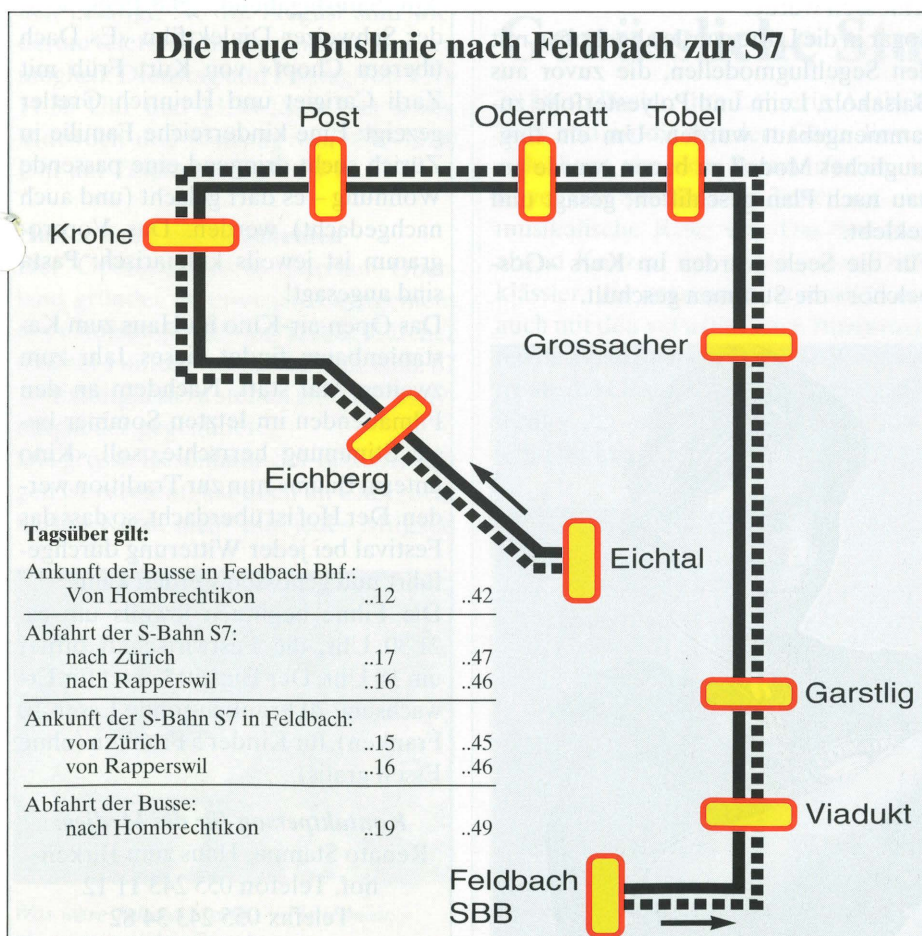 Die neue Buslinie nach Feldbach zur S7
Post
Odermatt
Tobel
Krone
Grossacher
Eichberg
Eichtal
Garstlig
Viadukt
Feldbach
SBB
Tagsüber gilt:
Ankunft der Busse in Feldbach Bhf.:
Von Hombrechtikon ..12 ..42
Abfahrt der S-Bahn S7:
nach Zürich ..17 ..47
nach Rapperswil ..16 ..46
Ankunft der S-Bahn S7 in Feldbach:
von Zürich ..15 ..45
von Rapperswil ..16 ..46
Abfahrt der Busse:
nach Hombrechtikon ..19 ..49